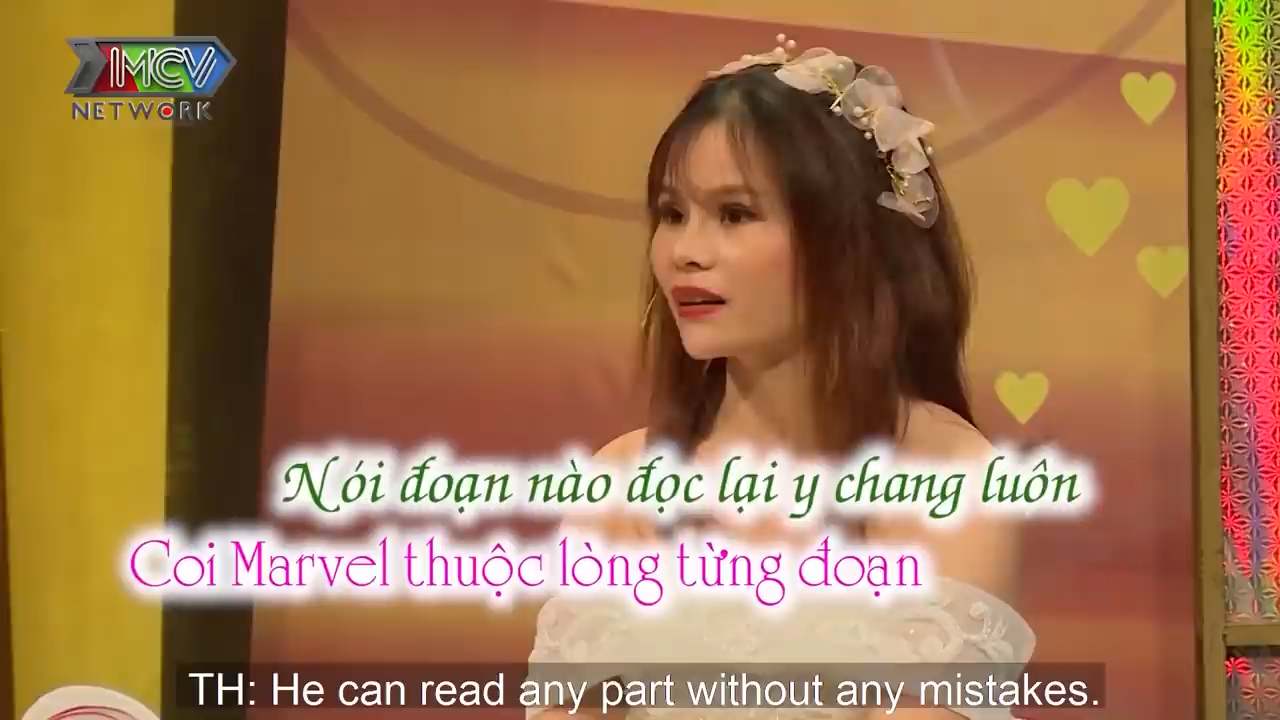 MCV
NETWORK
Nói đoạn nào đọc lại y chang luôn
Coi Marvel thuộc lòng từng đoạn
TH: He can read any part without any mistakes.